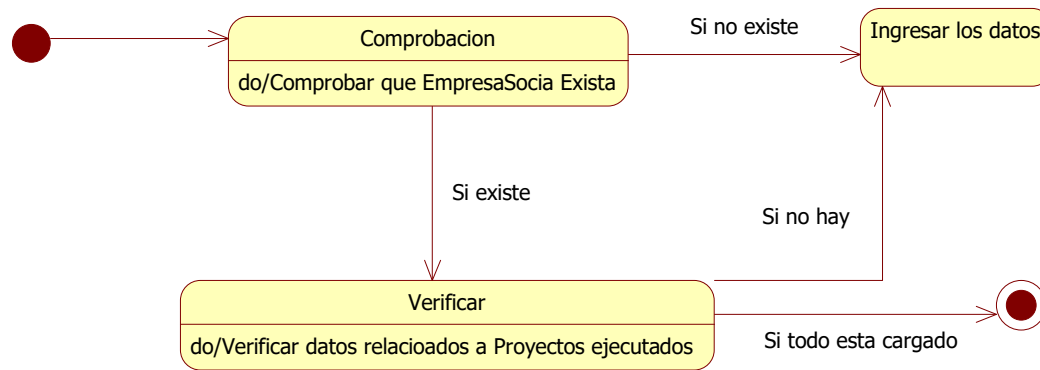 Comprobacion
do/Comprobar que EmpresaSocia Exista
Si no existe
Ingresar los datos
Si existe
Si no hay
Verificar
do/Verificar datos relacioados a Proyectos ejecutados
Si todo esta cargado